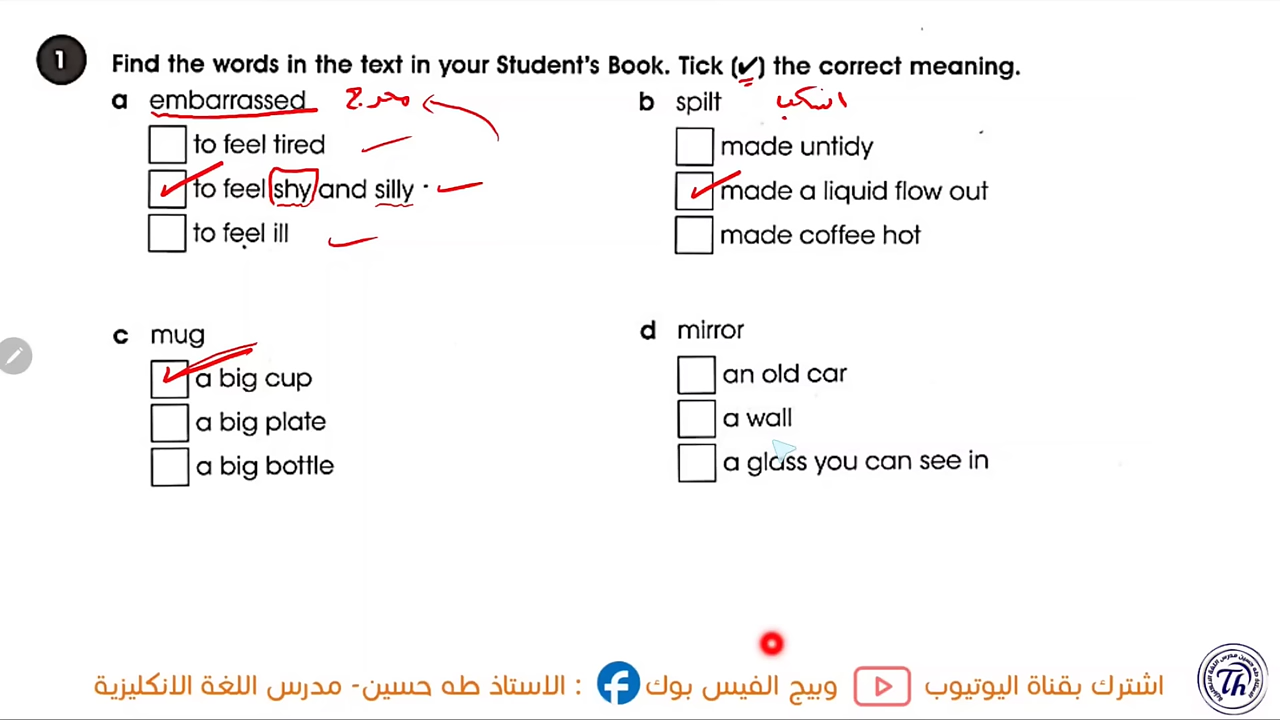 1 Find the words in the text in your Student's Book. Tick (✔) the correct meaning.
a embarrassed محرج
to feel tired
✓ to feel shy and silly
to feel ill
b spilt انسكب
made untidy
✓ made a liquid flow out
made coffee hot
c mug
✓ a big cup
a big plate
a big bottle
d mirror
an old car
a wall
a glass you can see in
اشترك بقناة اليوتيوب وبيج الفيس بوك : الاستاذ طه حسين- مدرس اللغة الانكليزية
Th